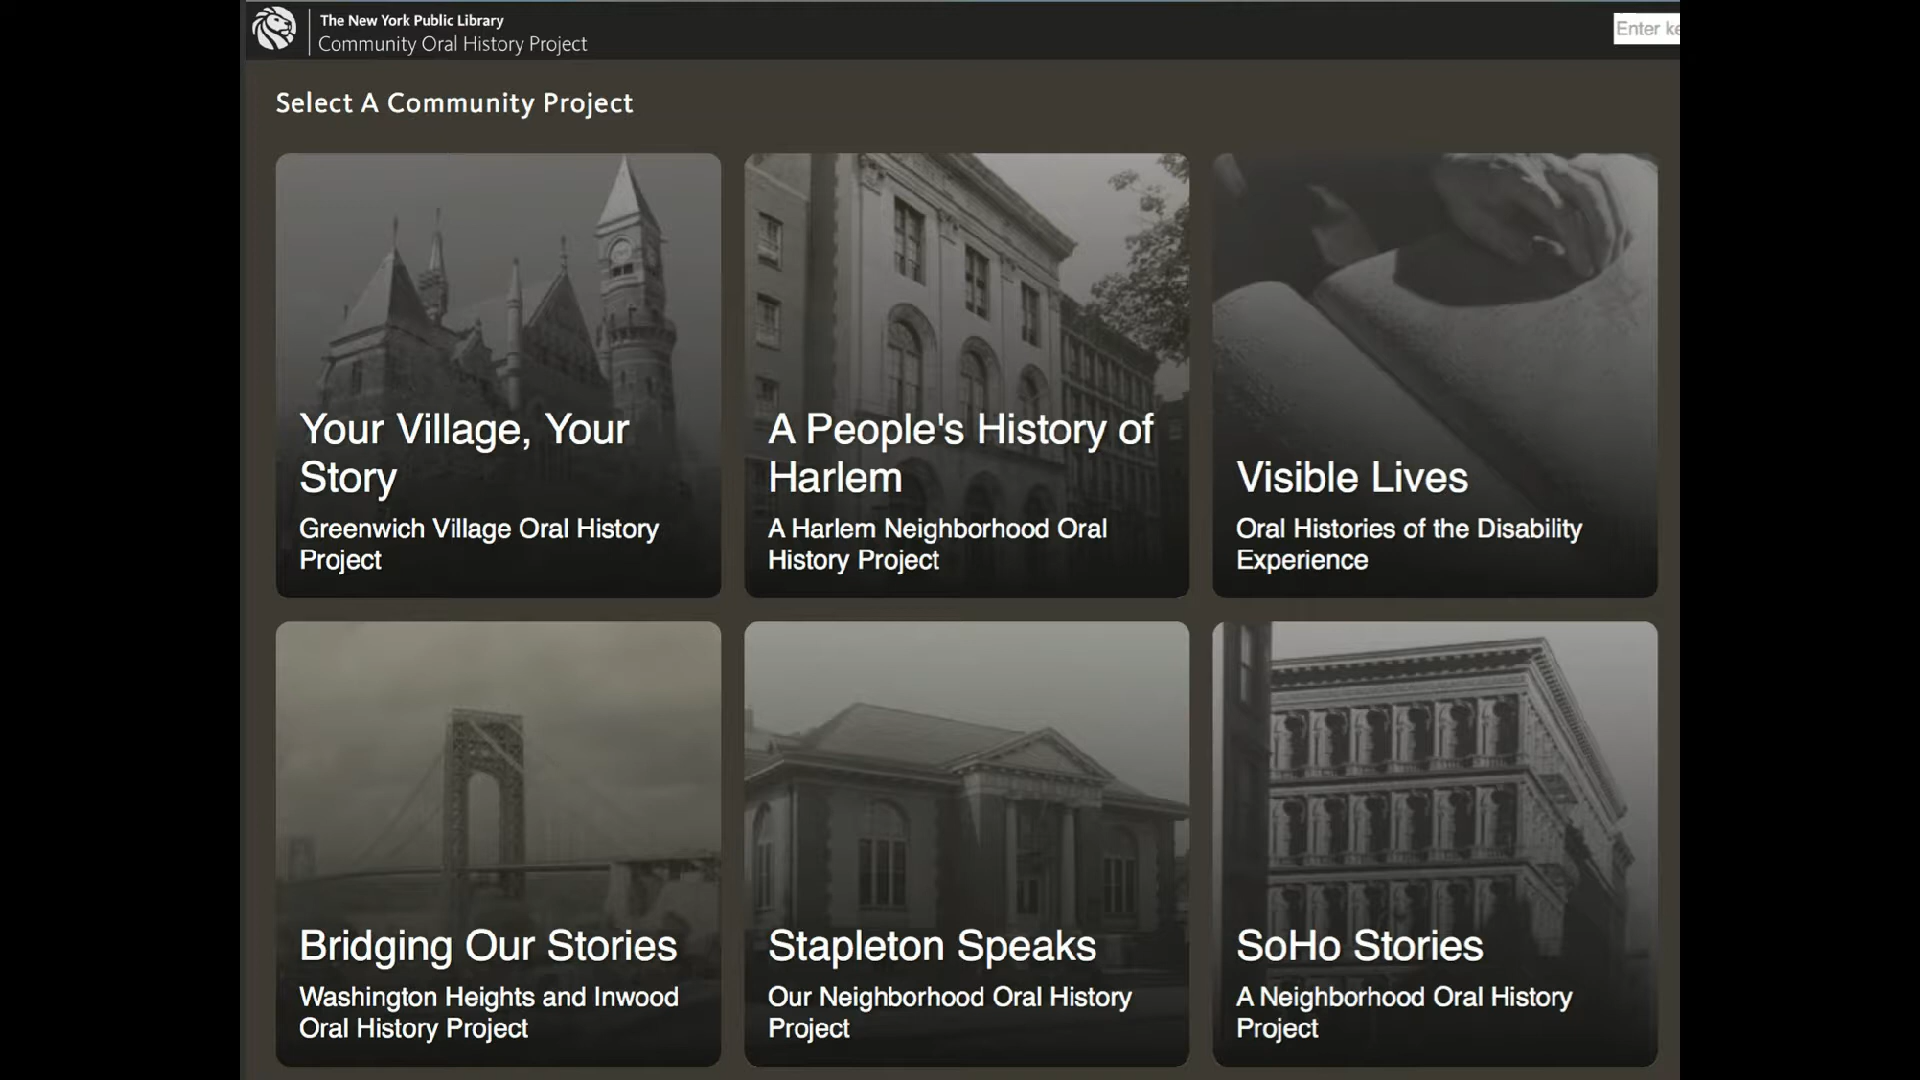 The New York Public Library
Community Oral History Project
Enter ke
Select A Community Project
Your Village, Your
Story
Greenwich Village Oral History
Project
A People's History of
Harlem
A Harlem Neighborhood Oral
History Project
Visible Lives
Oral Histories of the Disability
Experience
Bridging Our Stories
Washington Heights and Inwood
Oral History Project
Stapleton Speaks
Our Neighborhood Oral History
Project
SoHo Stories
A Neighborhood Oral History
Project